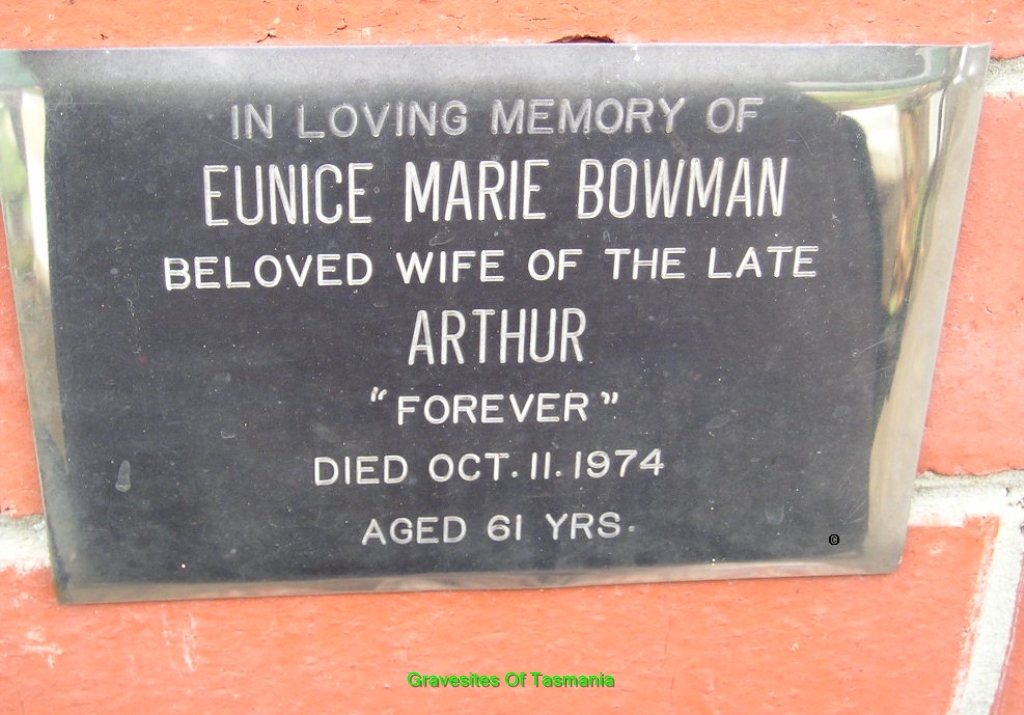 IN LOVING MEMORY OF
EUNICE MARIE BOWMAN
BELOVED WIFE OF THE LATE
ARTHUR
"FOREVER"
DIED OCT. 11. 1974
AGED 61 YRS.
©
Gravesites Of Tasmania